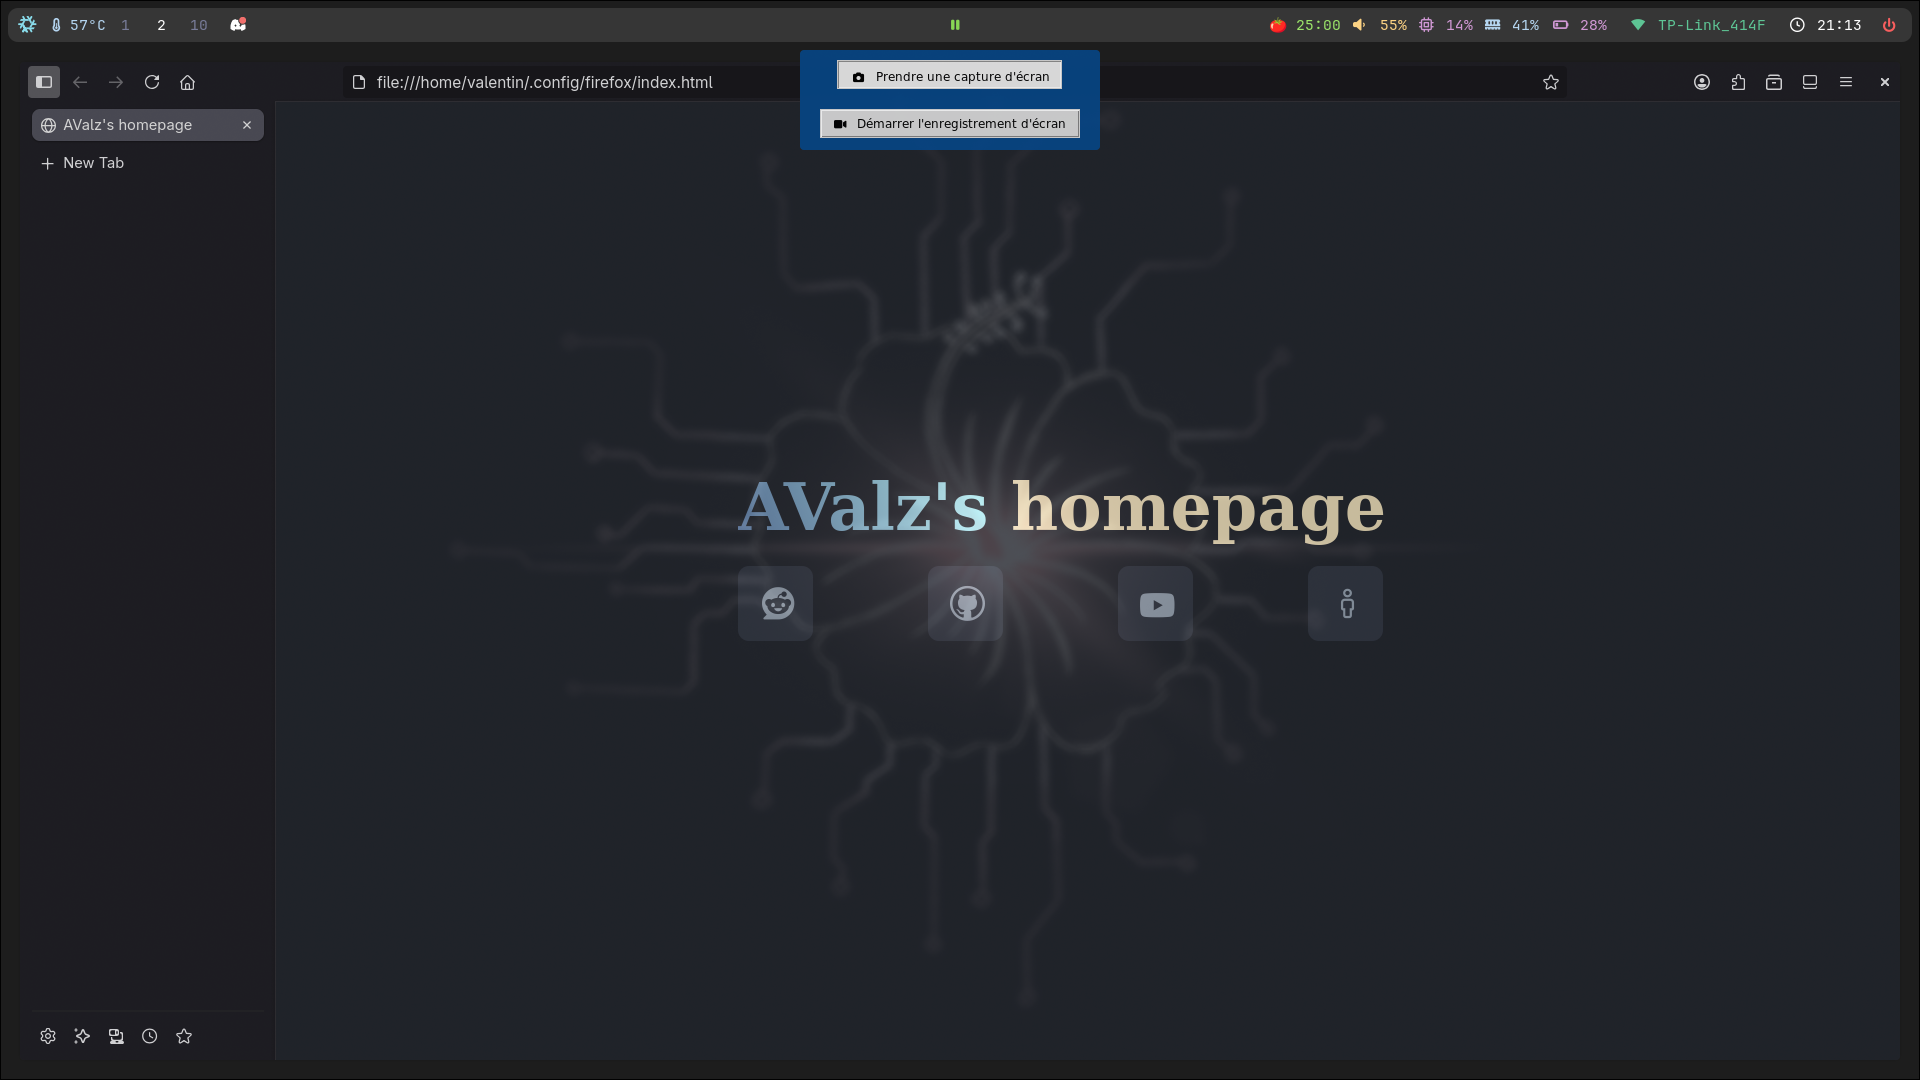 57°C 1 2 10 25:00 55% 14% 41% 28% TP-Link_414F 21:13
Prendre une capture d'écran
file:///home/valentin/.config/firefox/index.html
Démarrer l'enregistrement d'écran
AValz's homepage
New Tab
AValz's homepage